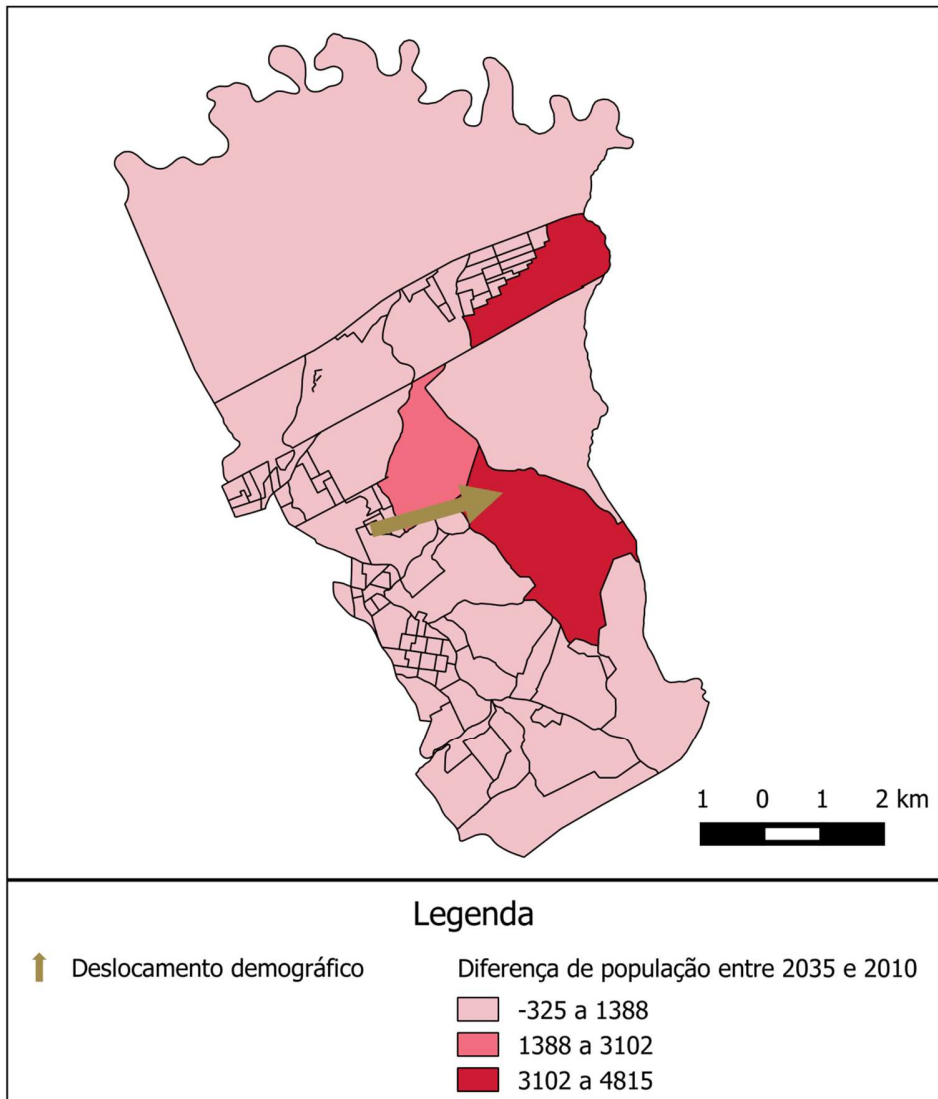 1 0 1 2 km
Legenda
Deslocamento demográfico
Diferença de população entre 2035 e 2010
-325 a 1388
1388 a 3102
3102 a 4815